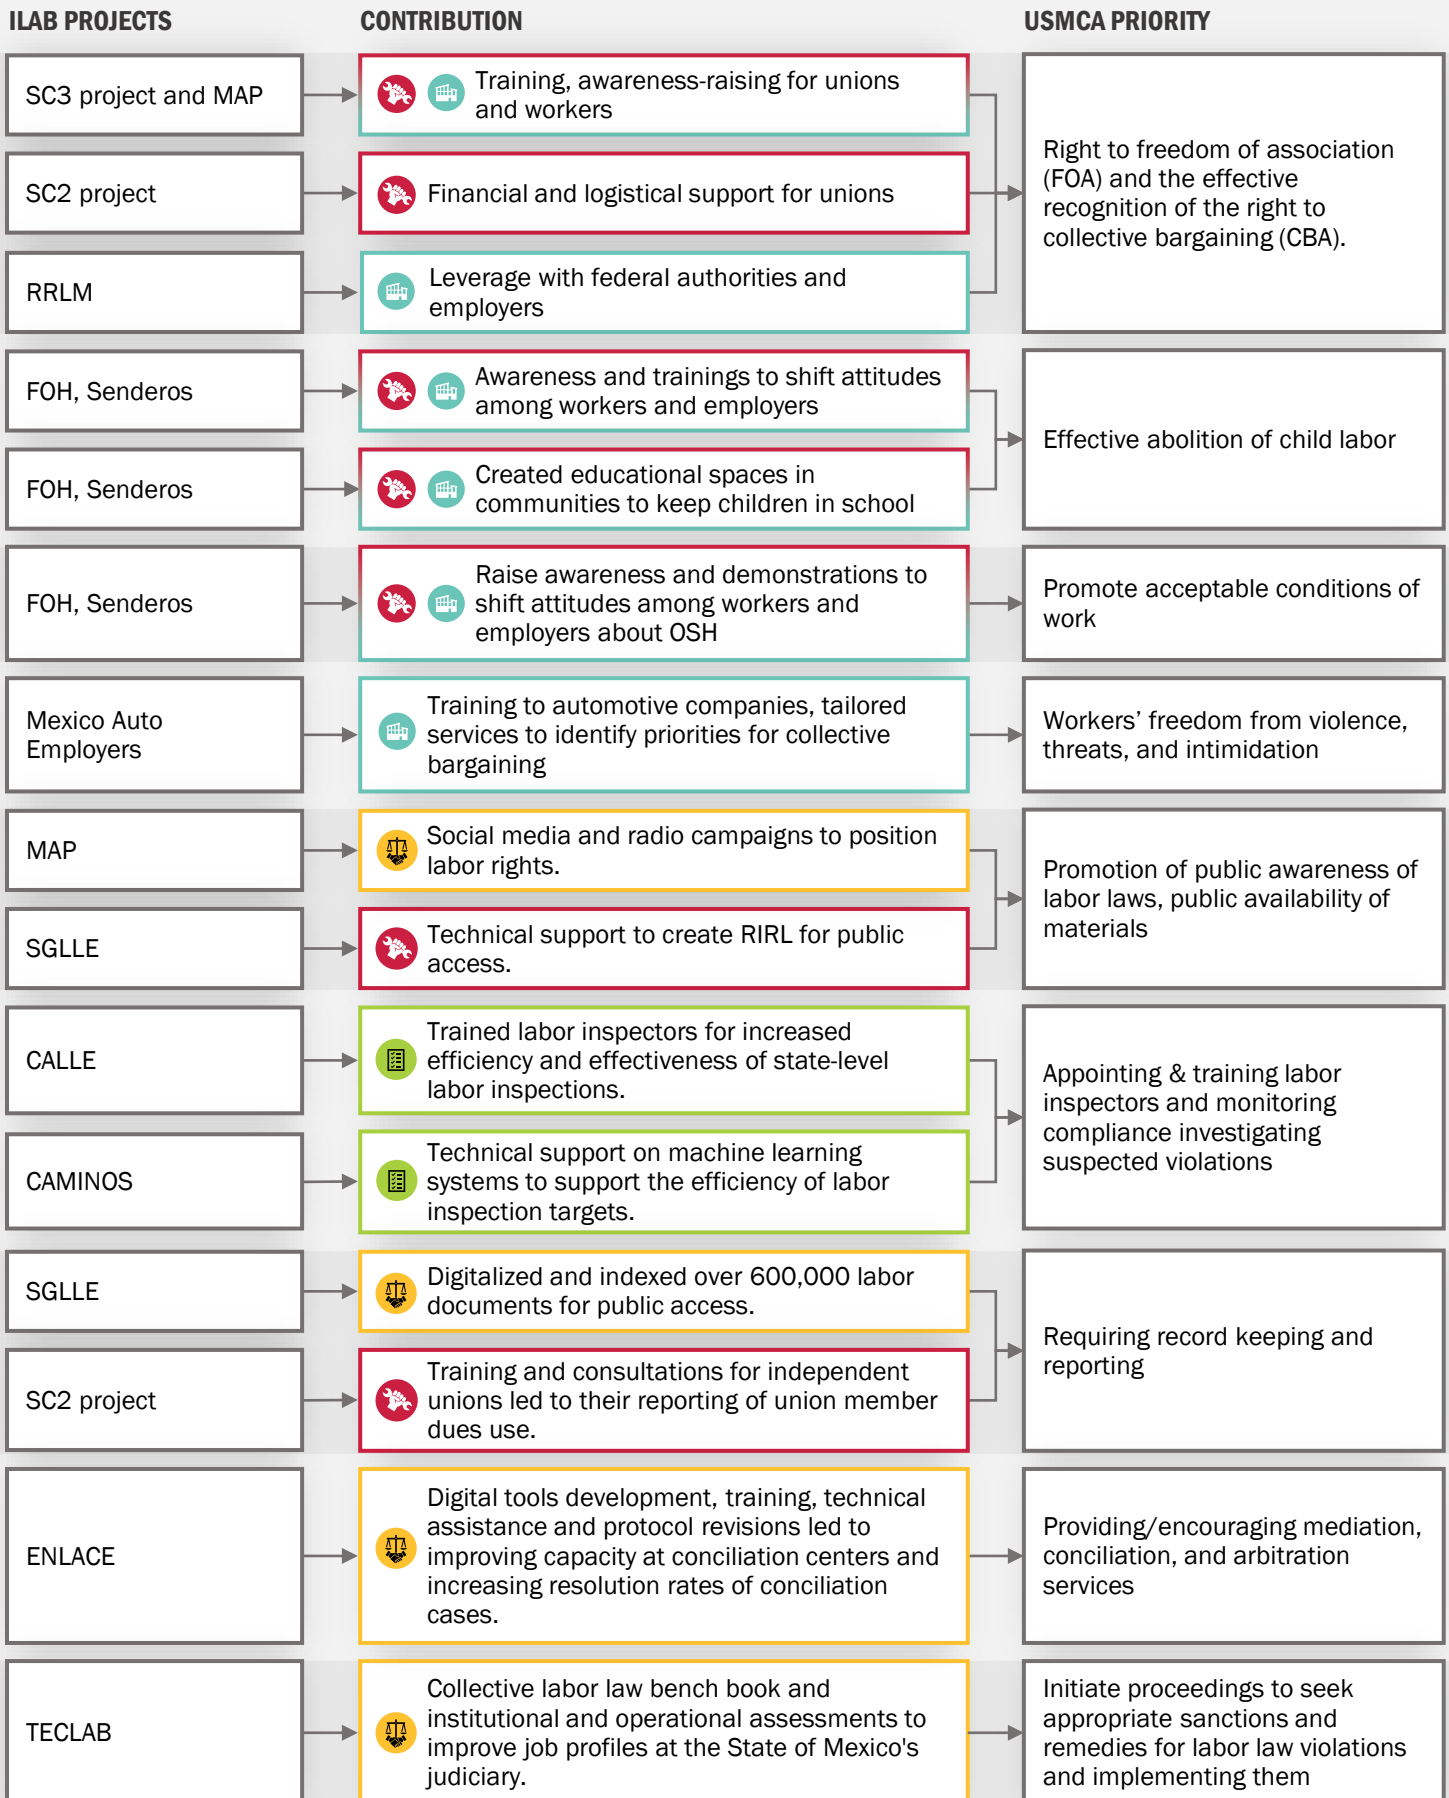 ILAB PROJECTS
CONTRIBUTION
USMCA PRIORITY
SC3 project and MAP
Training, awareness-raising for unions
and workers
SC2 project
Financial and logistical support for unions
RRLM
Leverage with federal authorities and
employers
Right to freedom of association
(FOA) and the effective
recognition of the right to
collective bargaining (CBA).
FOH, Senderos
Awareness and trainings to shift attitudes
among workers and employers
FOH, Senderos
Created educational spaces in
communities to keep children in school
Effective abolition of child labor
FOH, Senderos
Raise awareness and demonstrations to
shift attitudes among workers and
employers about OSH
Promote acceptable conditions of
work
Mexico Auto
Employers
Training to automotive companies, tailored
services to identify priorities for collective
bargaining
Workers’ freedom from violence,
threats, and intimidation
MAP
Social media and radio campaigns to position
labor rights.
SGLLE
Technical support to create RIRL for public
access.
Promotion of public awareness of
labor laws, public availability of
materials
CALLE
Trained labor inspectors for increased
efficiency and effectiveness of state-level
labor inspections.
CAMINOS
Technical support on machine learning
systems to support the efficiency of labor
inspection targets.
Appointing & training labor
inspectors and monitoring
compliance investigating
suspected violations
SGLLE
Digitalized and indexed over 600,000 labor
documents for public access.
SC2 project
Training and consultations for independent
unions led to their reporting of union member
dues use.
Requiring record keeping and
reporting
ENLACE
Digital tools development, training, technical
assistance and protocol revisions led to
improving capacity at conciliation centers and
increasing resolution rates of conciliation
cases.
Providing/encouraging mediation,
conciliation, and arbitration
services
TECLAB
Collective labor law bench book and
institutional and operational assessments to
improve job profiles at the State of Mexico's
judiciary.
Initiate proceedings to seek
appropriate sanctions and
remedies for labor law violations
and implementing them